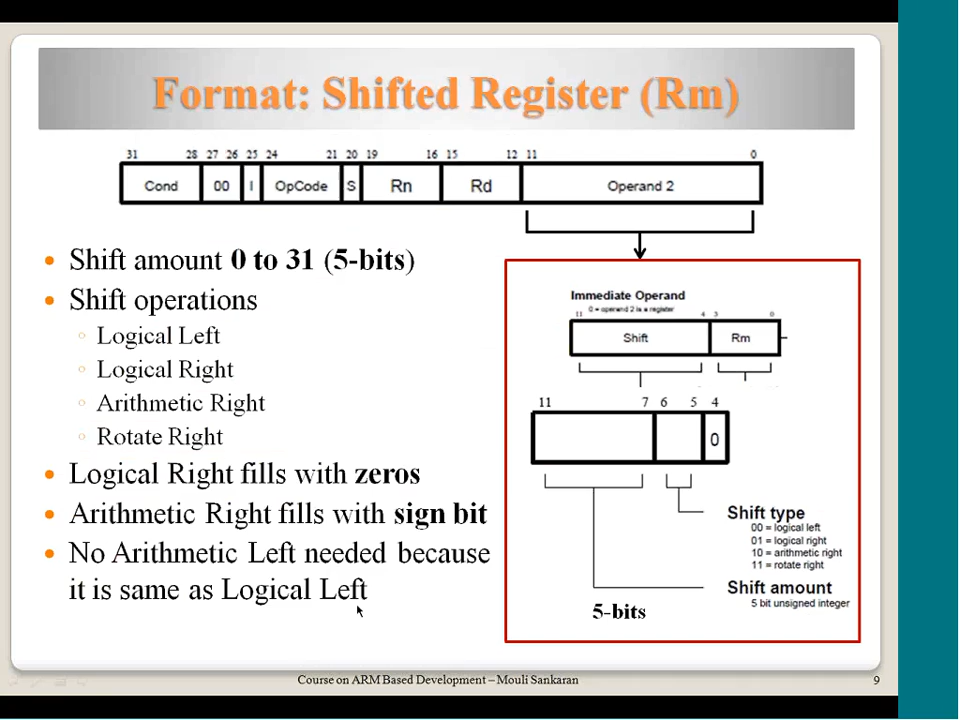 Format: Shifted Register (Rm)
31 28 27 26 25 24 21 20 19 16 15 12 11 0
Cond 00 I OpCode S Rn Rd Operand 2
Shift amount 0 to 31 (5-bits)
Shift operations
Logical Left
Logical Right
Arithmetic Right
Rotate Right
Logical Right fills with zeros
Arithmetic Right fills with sign bit
No Arithmetic Left needed because
it is same as Logical Left
Immediate Operand
0 = operand 2 is a register
11 4 3 0
Shift Rm
11 7 6 5 4
0
Shift type
00 = logical left
01 = logical right
10 = arithmetic right
11 = rotate right
Shift amount
5 bit unsigned integer
5-bits
Course on ARM Based Development – Mouli Sankaran
9